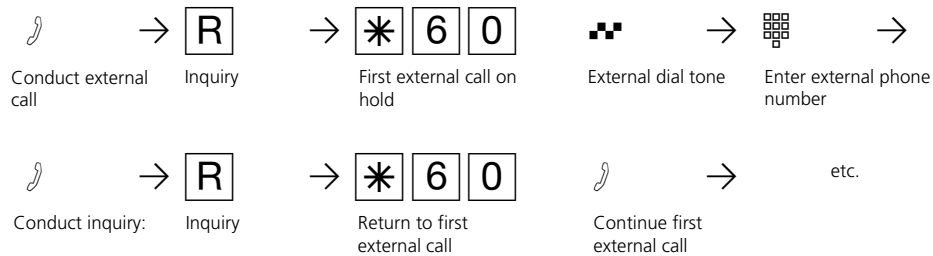 R * 6 0
Conduct external call
Inquiry
First external call on hold
External dial tone
Enter external phone number
R * 6 0 etc.
Conduct inquiry:
Inquiry
Return to first external call
Continue first external call